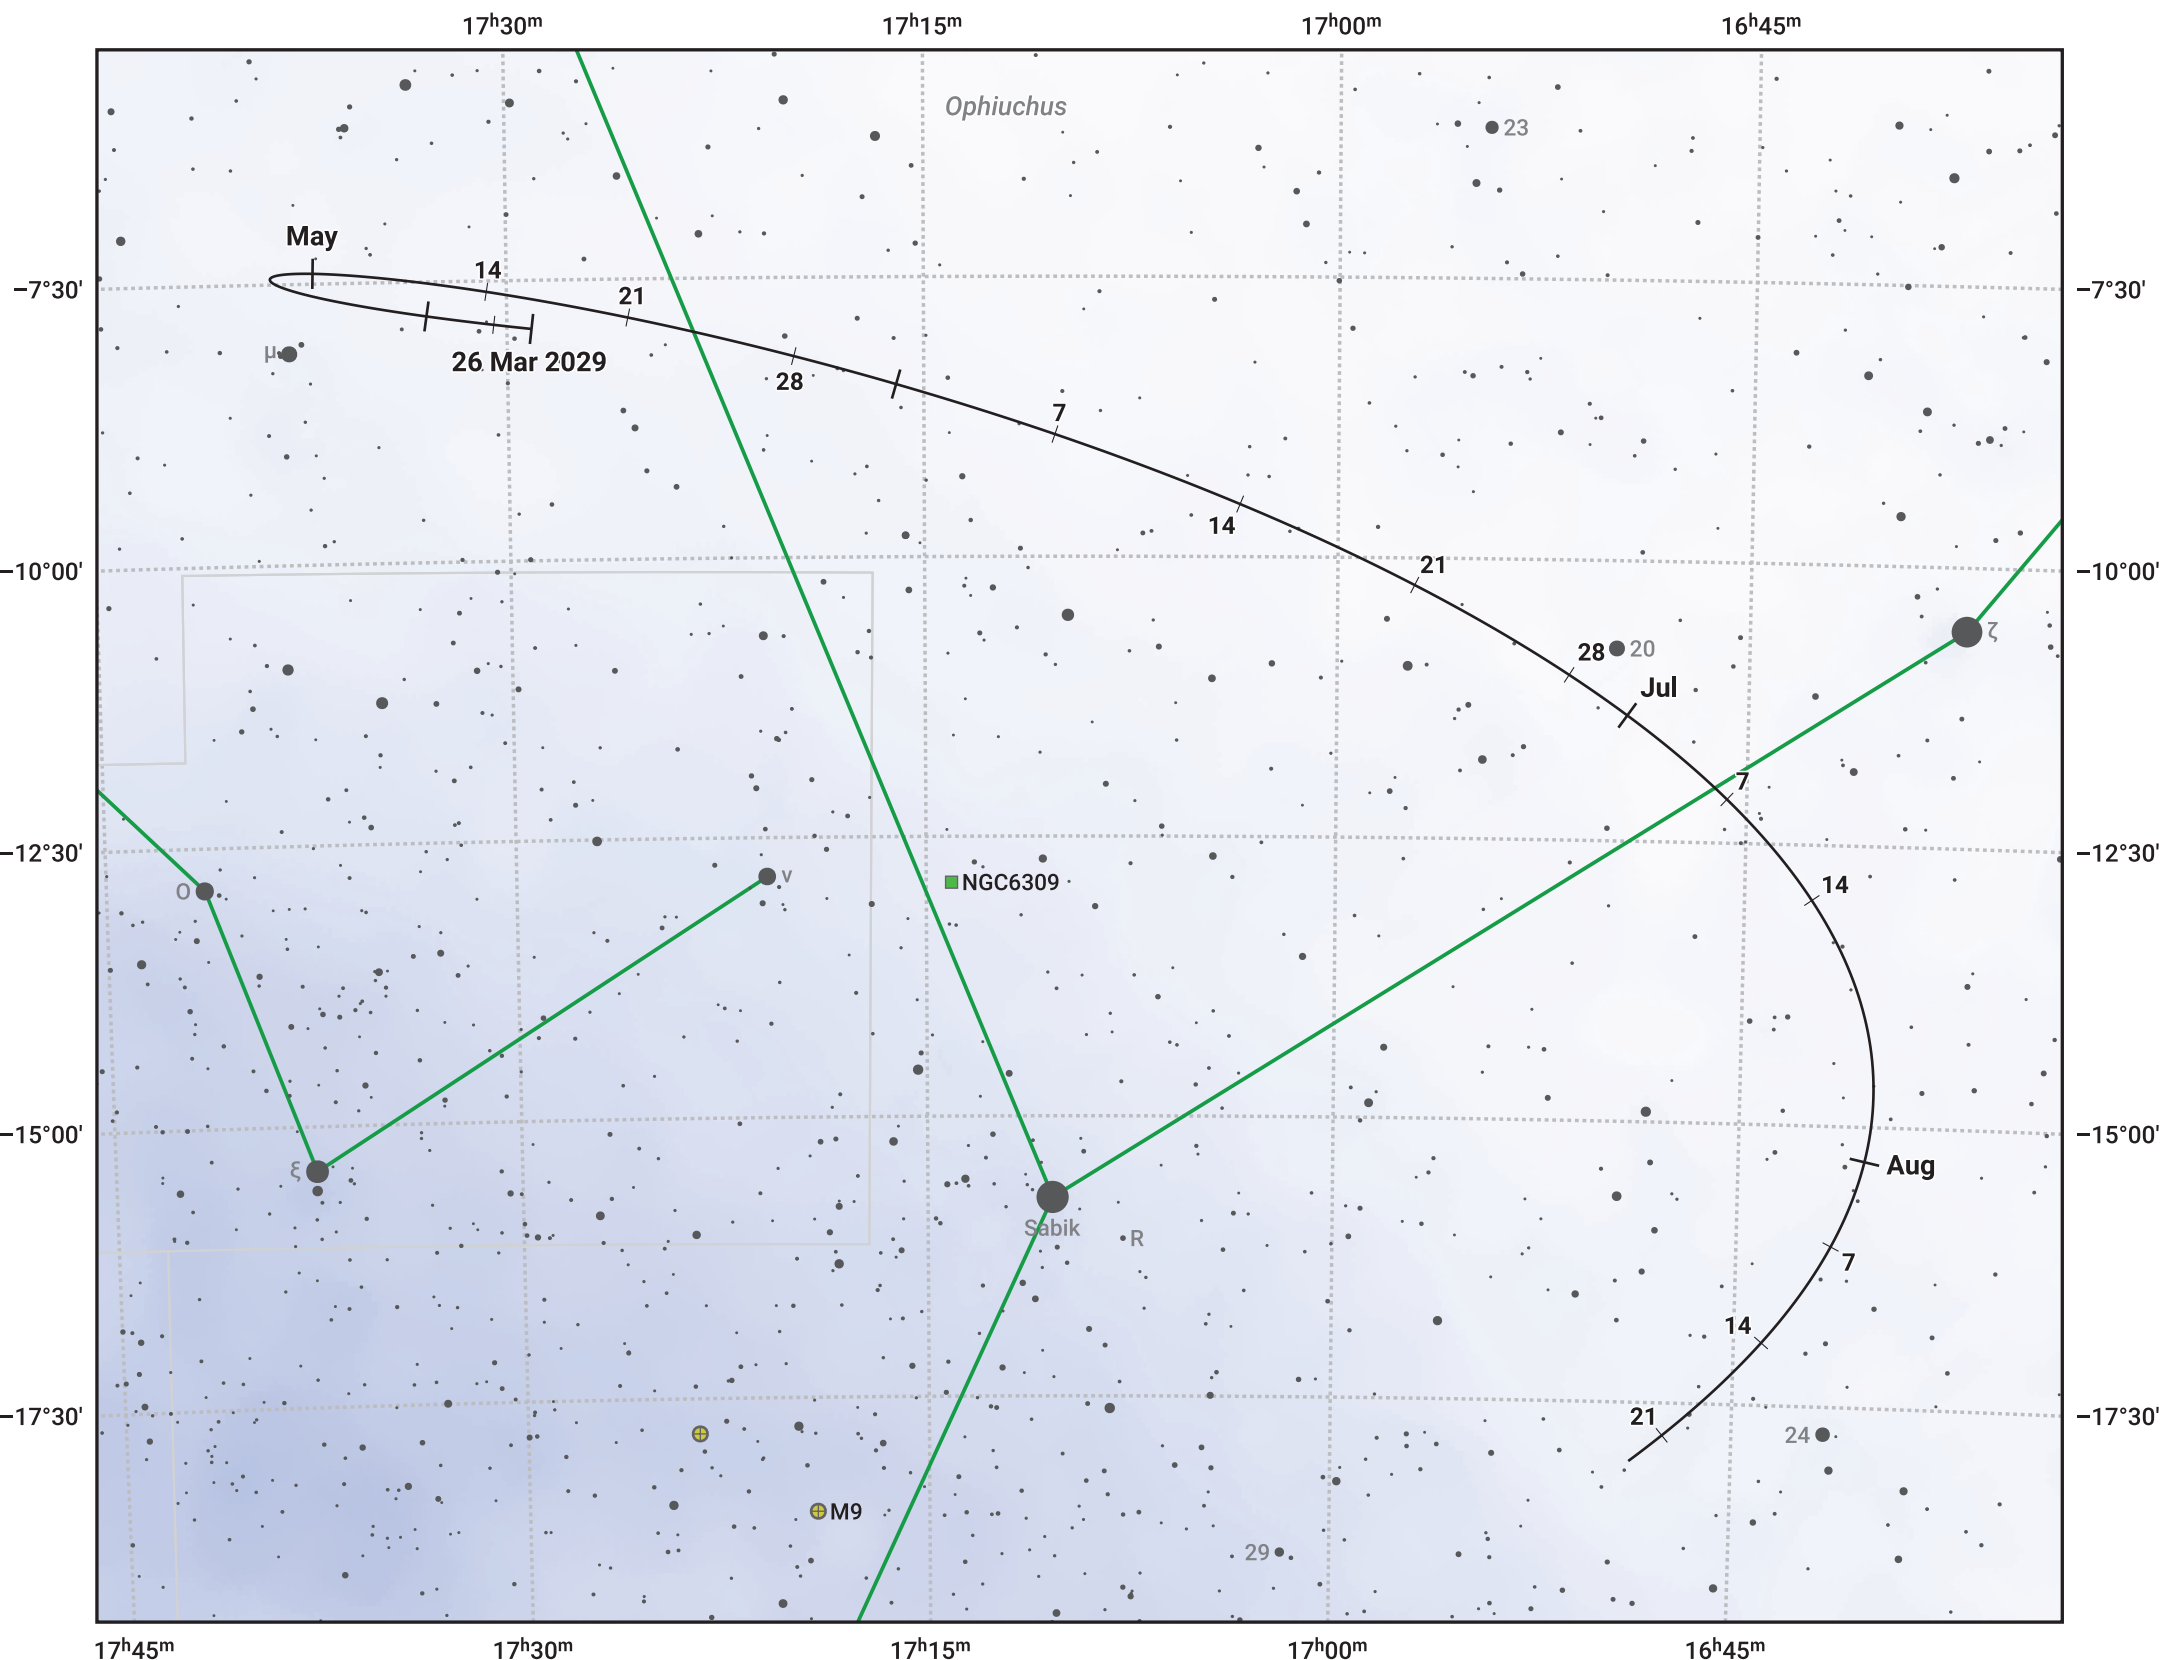 17h30m 17h15m 17h00m 16h45m
Ophiuchus
23
May
14
−7°30' −7°30'
21
μ
26 Mar 2029
28
7
14
21
−10°00' −10°00'
ζ
28 20
Jul
7
−12°30' −12°30'
ν
NGC6309
14
Ο
−15°00' −15°00'
Aug
ξ
Sabik
R
7
14
−17°30' −17°30'
21
24
M9
29
17h45m 17h30m 17h15m 17h00m 16h45m